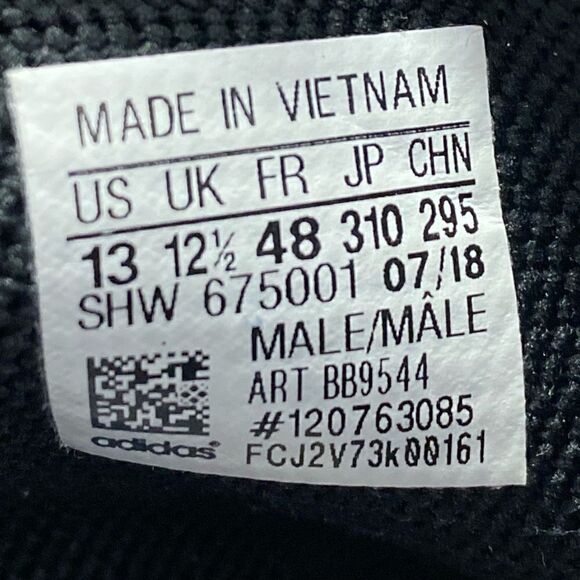 MADE IN VIETNAM
US UK FR JP CHN
13 12½ 48 310 295
SHW 675001 07/18
MALE/MÂLE
ART BB9544
#120763085
adidas FCJ2V73k00161